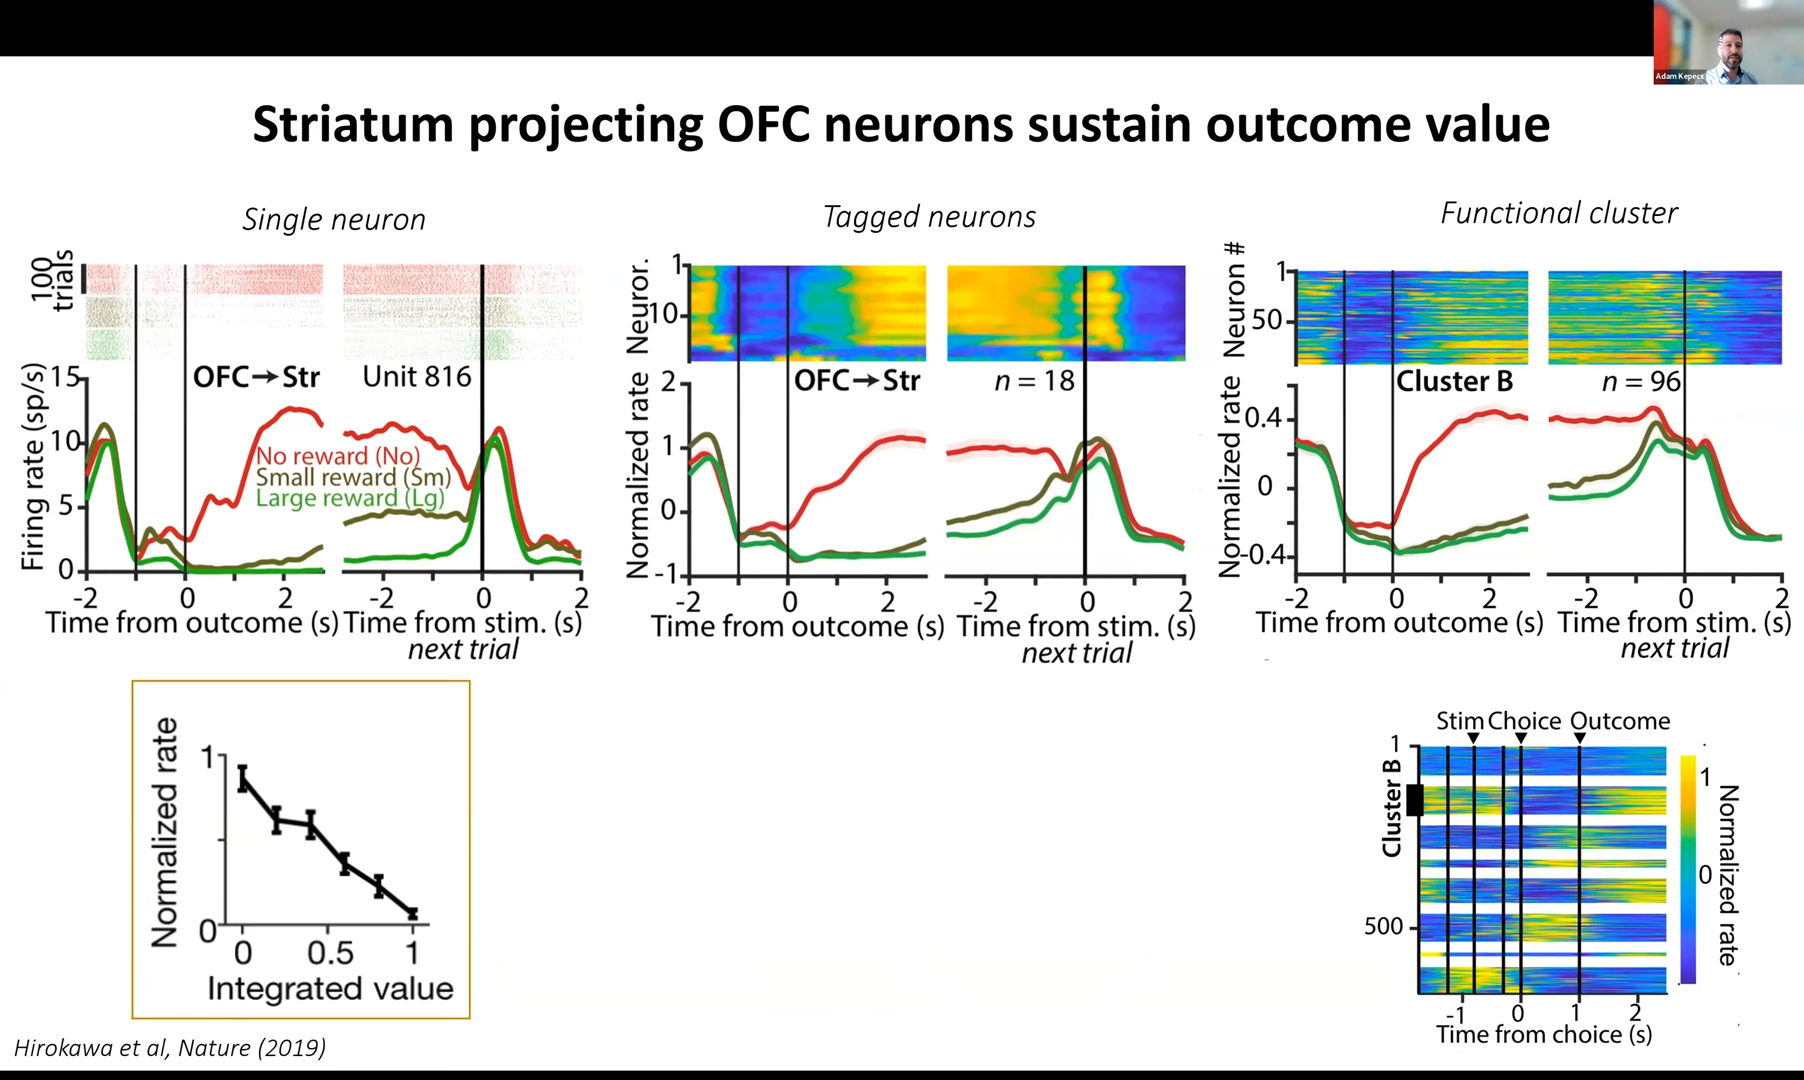 Adam Kepecs
Striatum projecting OFC neurons sustain outcome value
Single neuron
100
trials
Firing rate (sp/s)
15
10
5
0
OFC→Str
Unit 816
No reward (No)
Small reward (Sm)
Large reward (Lg)
-2 0 2
-2 0 2
Time from outcome (s)
Time from stim. (s)
next trial
Tagged neurons
Neuror.
1
10
Normalized rate
2
1
0
-1
OFC→Str
n = 18
-2 0 2
-2 0 2
Time from outcome (s)
Time from stim. (s)
next trial
Functional cluster
Neuron #
1
50
Normalized rate
0.4
0
-0.4
Cluster B
n = 96
-2 0 2
-2 0 2
Time from outcome (s)
Time from stim. (s)
next trial
Normalized rate
1
0
0 0.5 1
Integrated value
Stim Choice Outcome
1
Cluster B
500
-1 0 1 2
Time from choice (s)
1
0
Normalized rate
Hirokawa et al, Nature (2019)